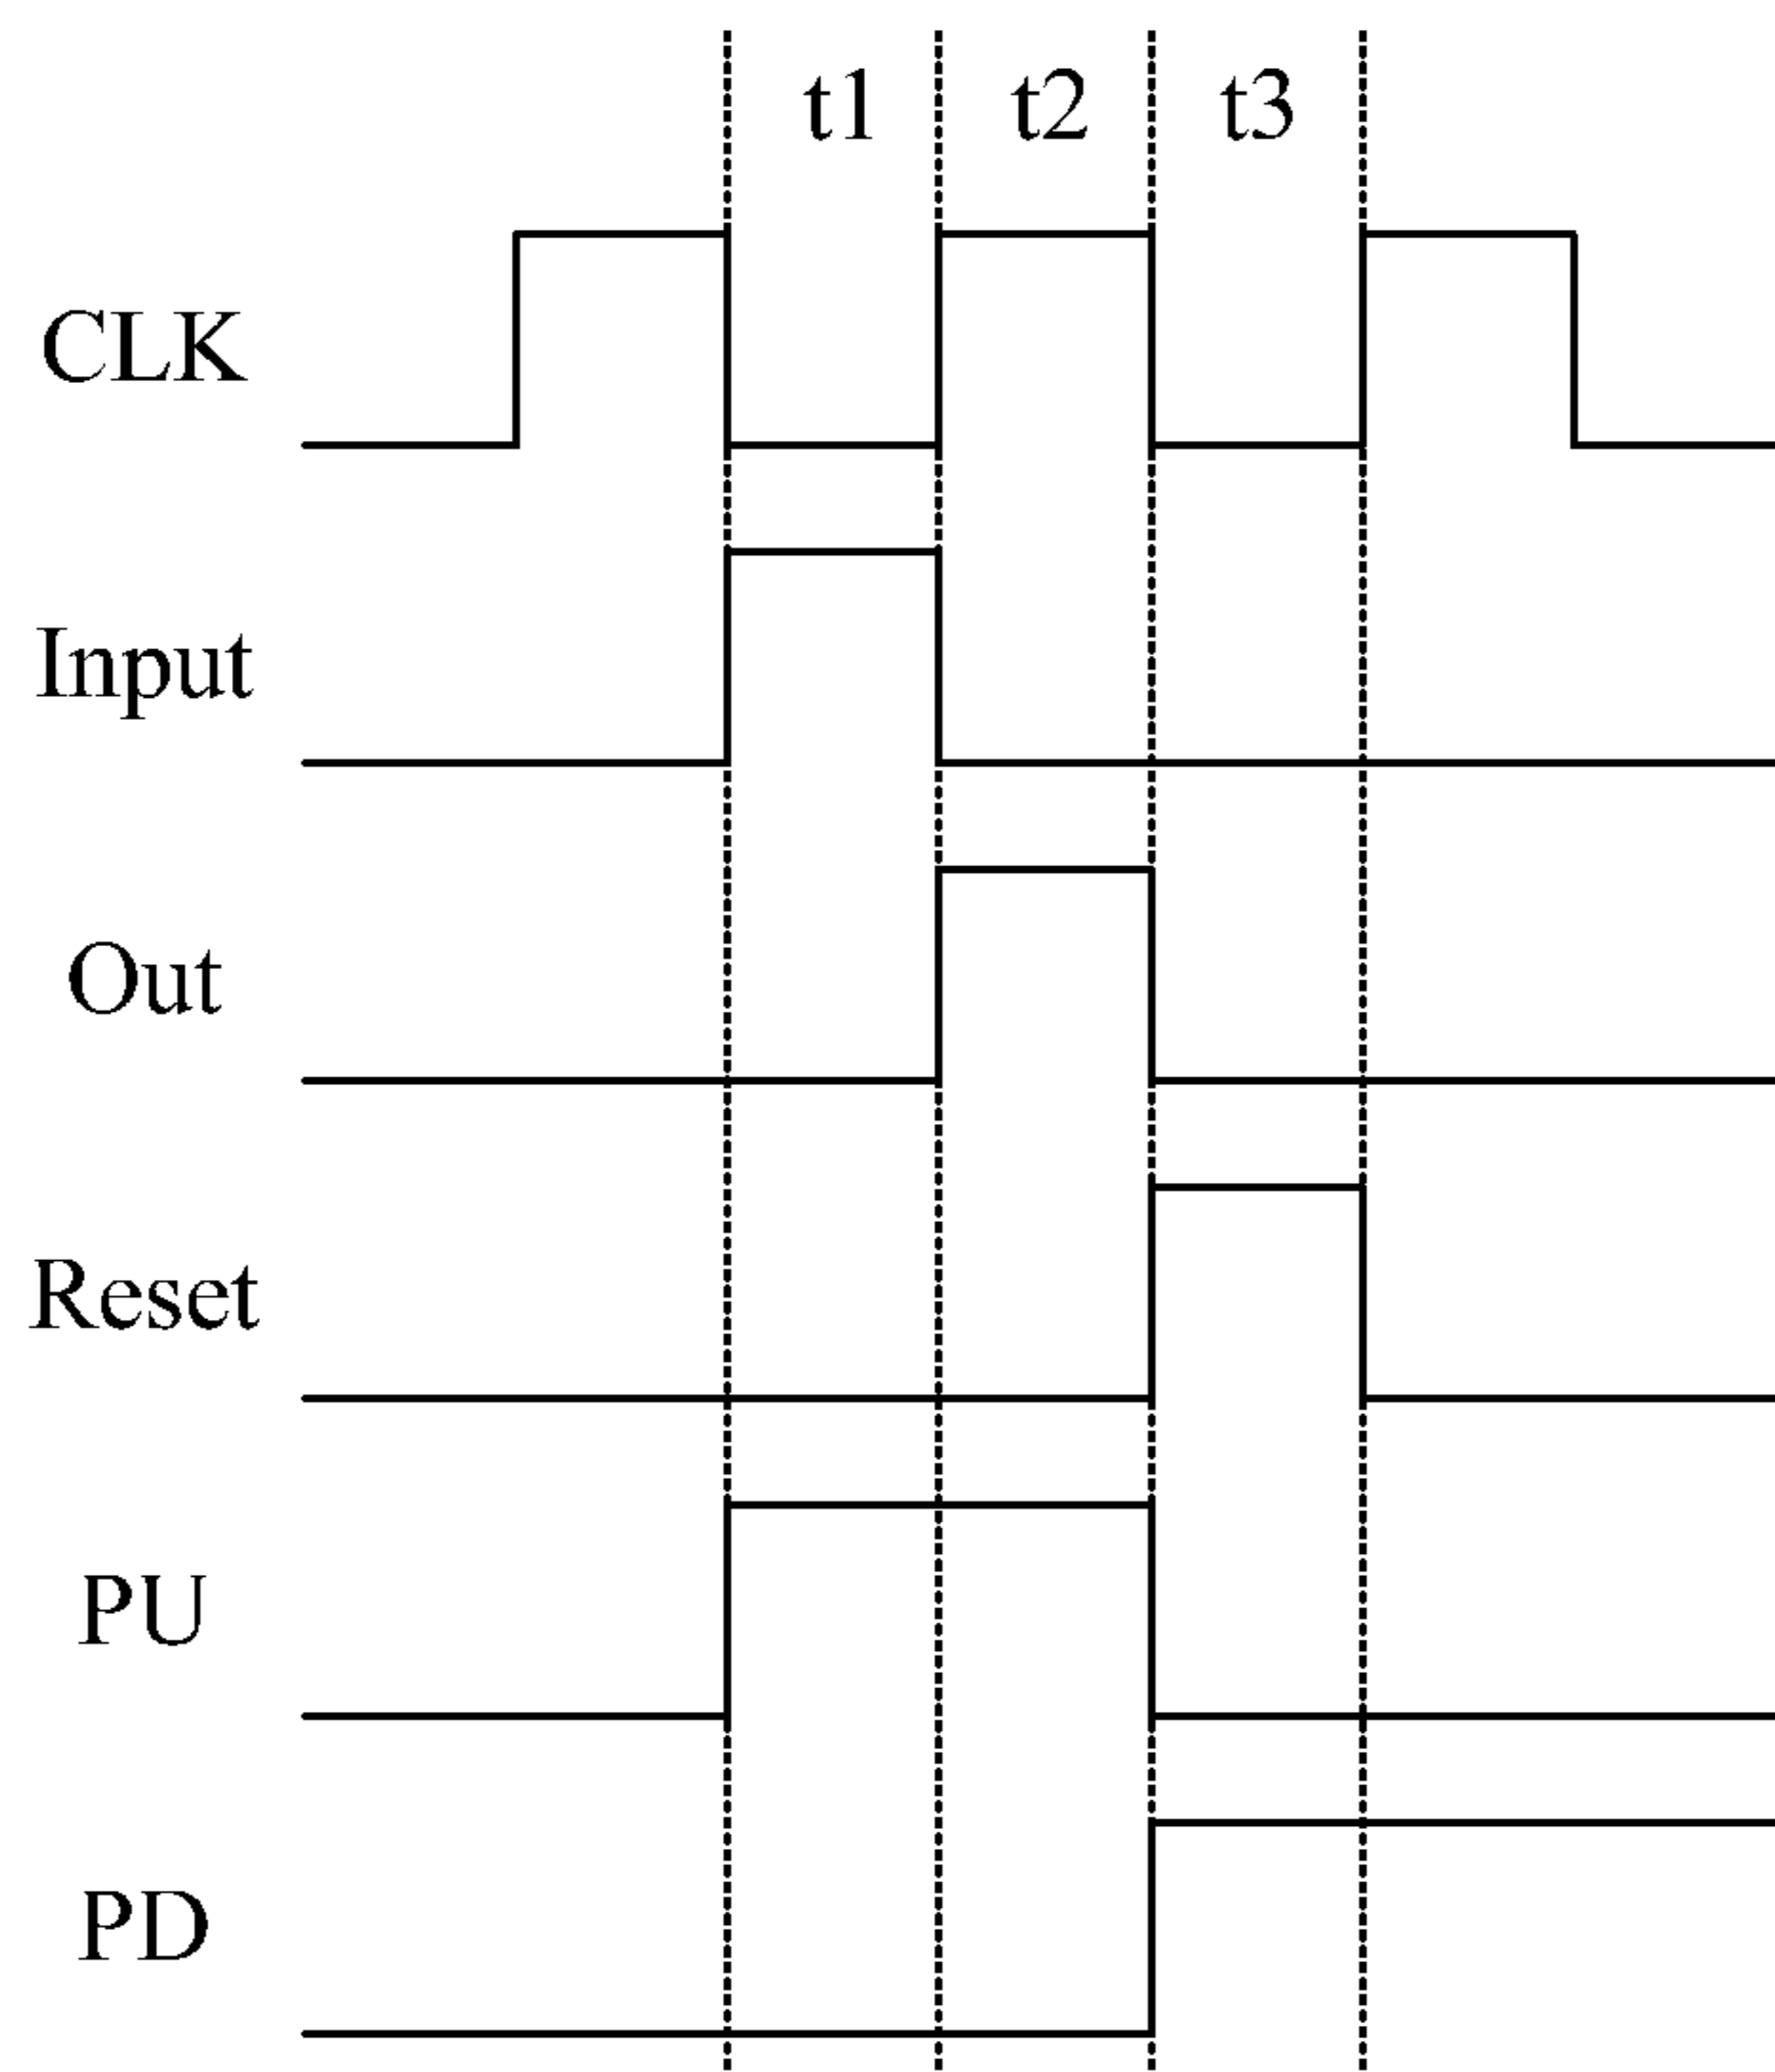 t1 t2 t3
CLK
Input
Out
Reset
PU
PD